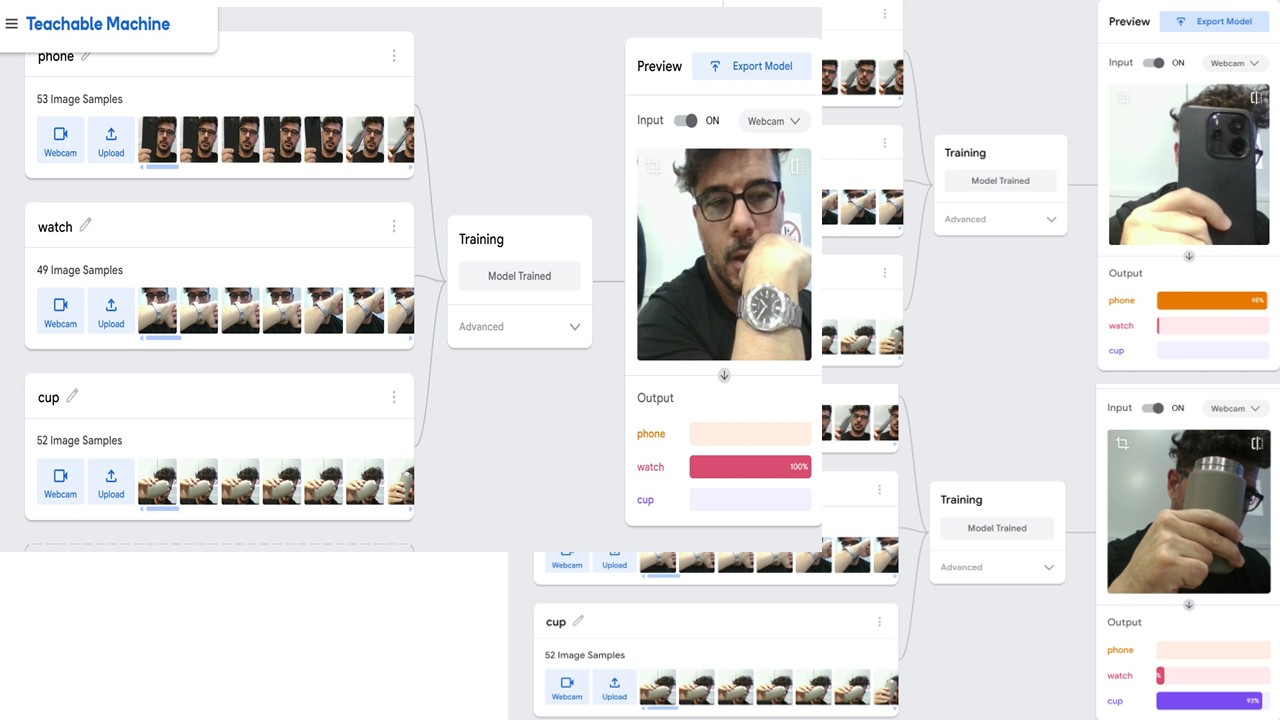 Teachable Machine
phone
53 Image Samples
Webcam
Upload
watch
49 Image Samples
Webcam
Upload
cup
52 Image Samples
Webcam
Upload
Training
Model Trained
Advanced
Preview
Export Model
Input
ON
Webcam
Output
phone
watch
100%
cup
Training
Model Trained
Advanced
Preview
Export Model
Input
ON
Webcam
Output
phone
98%
watch
cup
Webcam
Upload
cup
52 Image Samples
Webcam
Upload
Training
Model Trained
Advanced
Input
ON
Webcam
Output
phone
watch
cup
93%